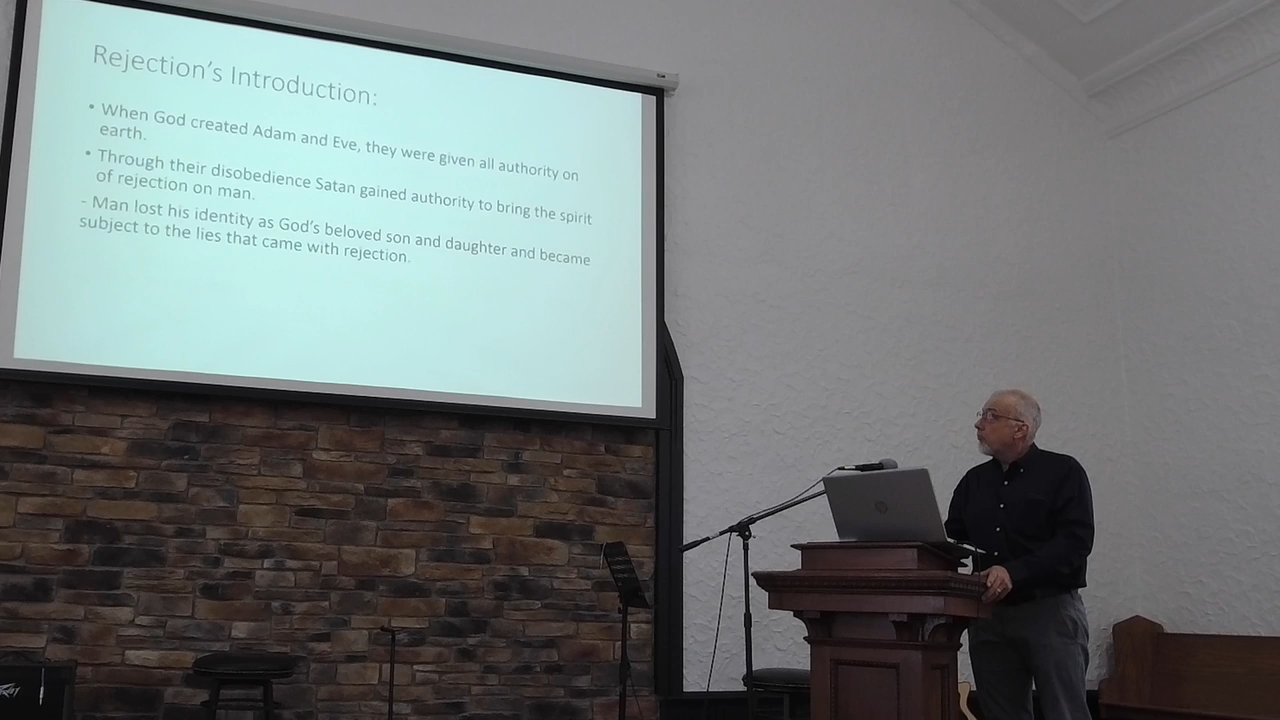 Rejection's Introduction:
• When God created Adam and Eve, they were given all authority on
earth.
• Through their disobedience Satan gained authority to bring the spirit
of rejection on man.
- Man lost his identity as God's beloved son and daughter and became
subject to the lies that came with rejection.
hp